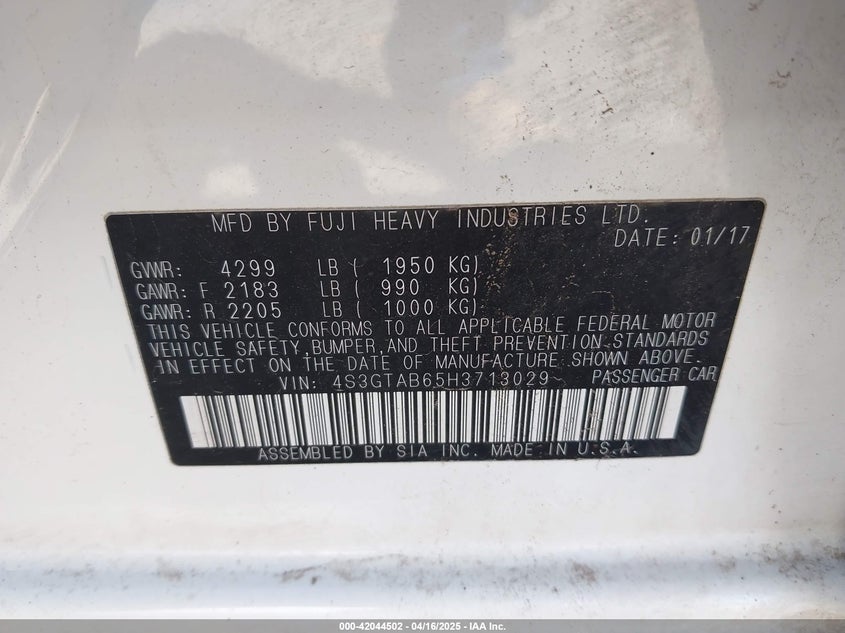 MFD BY FUJI HEAVY INDUSTRIES LTD.
DATE: 01/17
GVWR: 4299 LB ( 1950 KG)
GAWR: F 2183 LB ( 990 KG)
GAWR: R 2205 LB ( 1000 KG)
THIS VEHICLE CONFORMS TO ALL APPLICABLE FEDERAL MOTOR
VEHICLE SAFETY,BUMPER,AND THEFT PREVENTION STANDARDS
IN EFFECT ON THE DATE OF MANUFACTURE SHOWN ABOVE.
VIN: 4S3GTAB65H3713029 PASSENGER CAR
ASSEMBLED BY SIA INC. MADE IN U.S.A.
000-42044502 - 04/16/2025 - IAA Inc.